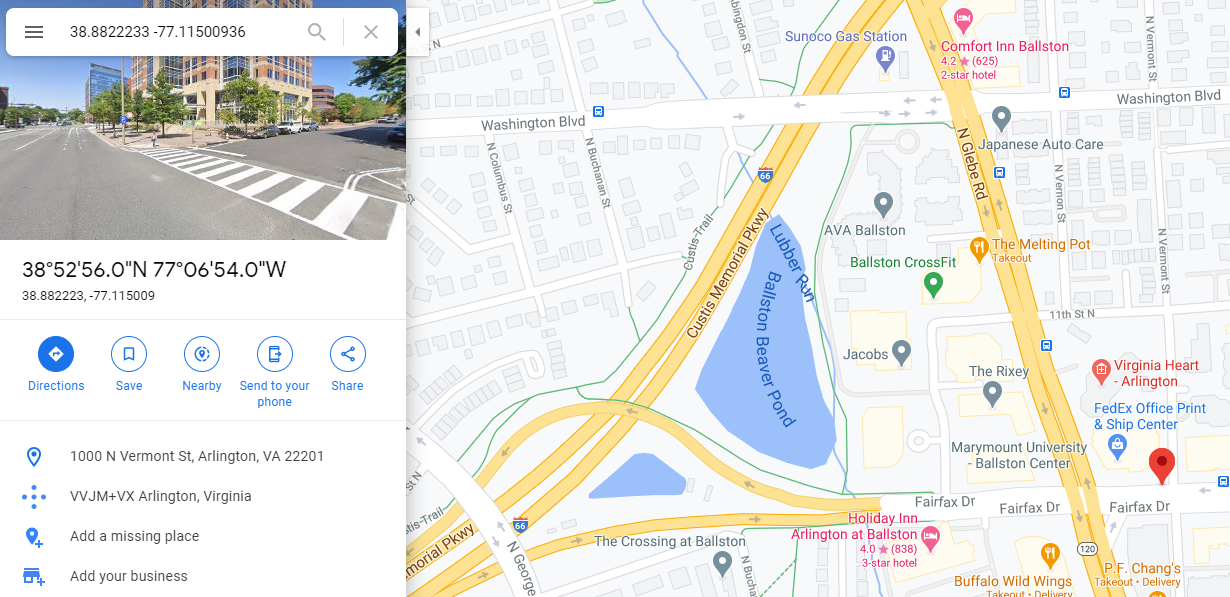 38.8822233 -77.11500936
38°52'56.0"N 77°06'54.0"W
38.882223, -77.115009
Directions
Save
Nearby
Send to your
phone
Share
1000 N Vermont St, Arlington, VA 22201
VVJM+VX Arlington, Virginia
Add a missing place
Add your business
Sunoco Gas Station
Comfort Inn Ballston
4.2 ★ (625)
2-star hotel
N Vermont St
Washington Blvd
Washington Blvd
N Columbus St
N Buchanan St
66
N Glebe Rd
Japanese Auto Care
N Vernon St
Custis-Trail
Custis Memorial Pkwy
Lubber Run
AVA Ballston
The Melting Pot
Takeout
N Vermont St
Ballston CrossFit
Ballston Beaver Pond
11th St N
Jacobs
The Rixey
Virginia Heart
- Arlington
FedEx Office Print
& Ship Center
Marymount University
- Ballston Center
Fairfax Dr
Fairfax Dr
Fairfax Dr
66
Holiday Inn
Arlington at Ballston
4.0 ★ (838)
3-star hotel
The Crossing at Ballston
120
N George
N Buc
Buffalo Wild Wings
Takeout • Delivery
P.F. Chang's
Takeout • Delivery
morial Pkwy
stis-Trail